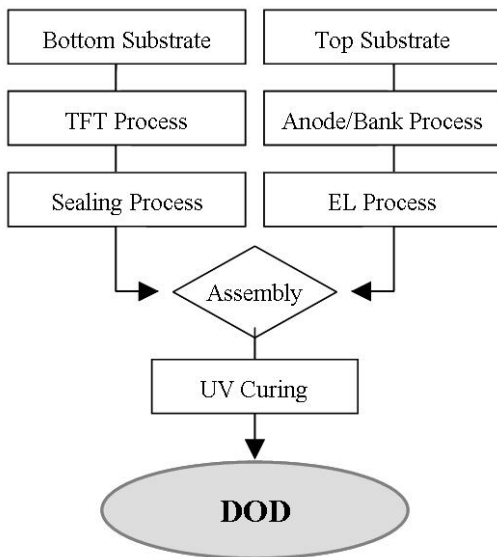 Bottom Substrate
Top Substrate
TFT Process
Anode/Bank Process
Sealing Process
EL Process
Assembly
UV Curing
DOD